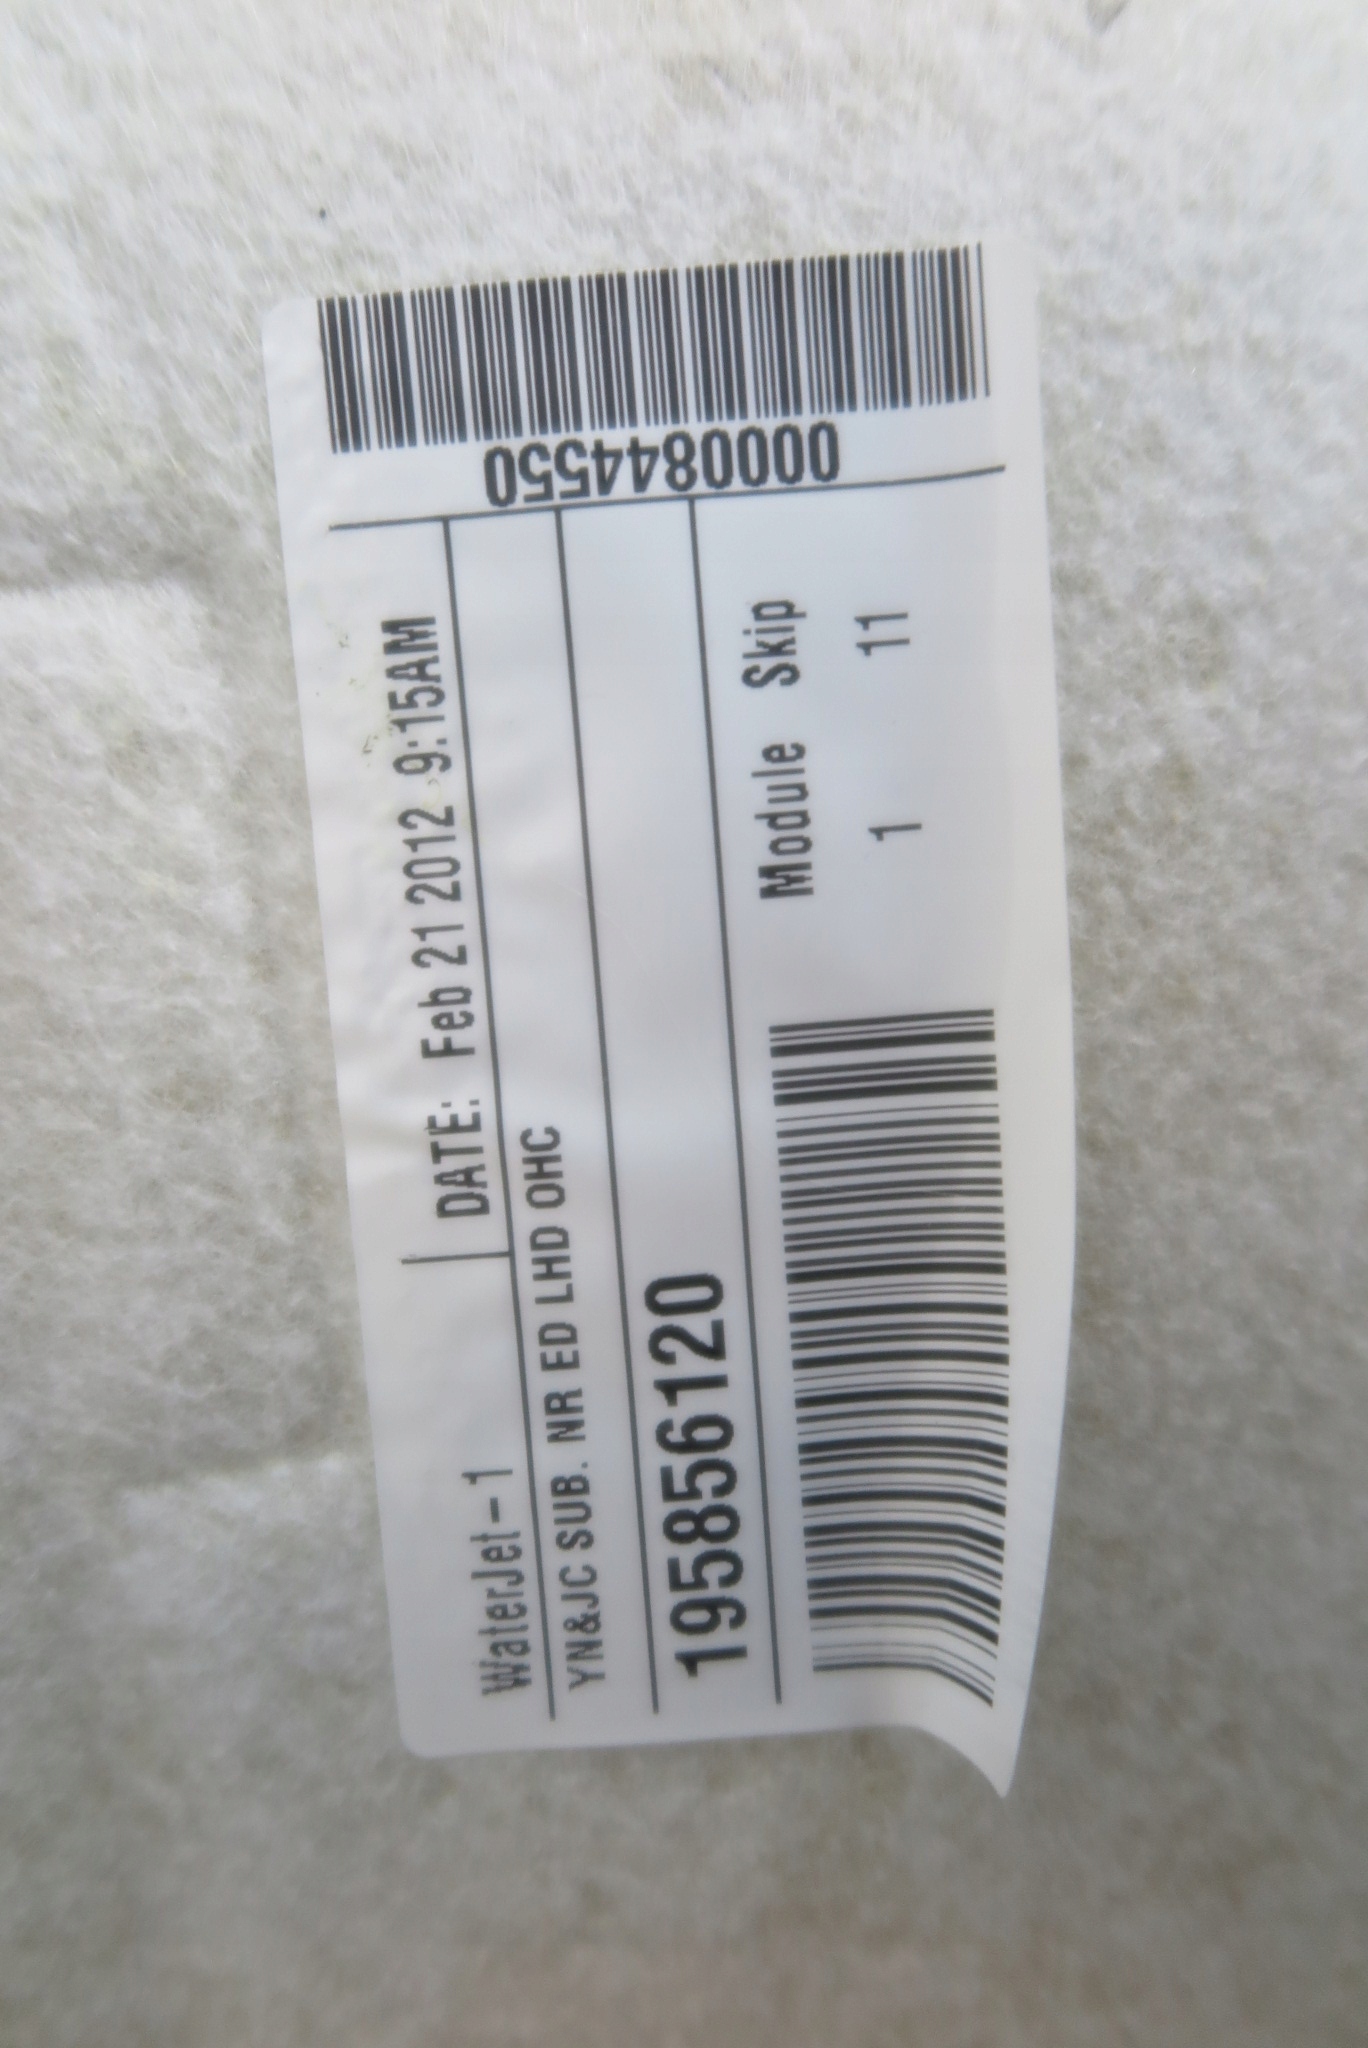 WaterJet-1
DATE: Feb 21 2012 9:15AM
YN&JC SUB. NR ED LHD OHC
195856120
Module Skip
1 11
0000844550